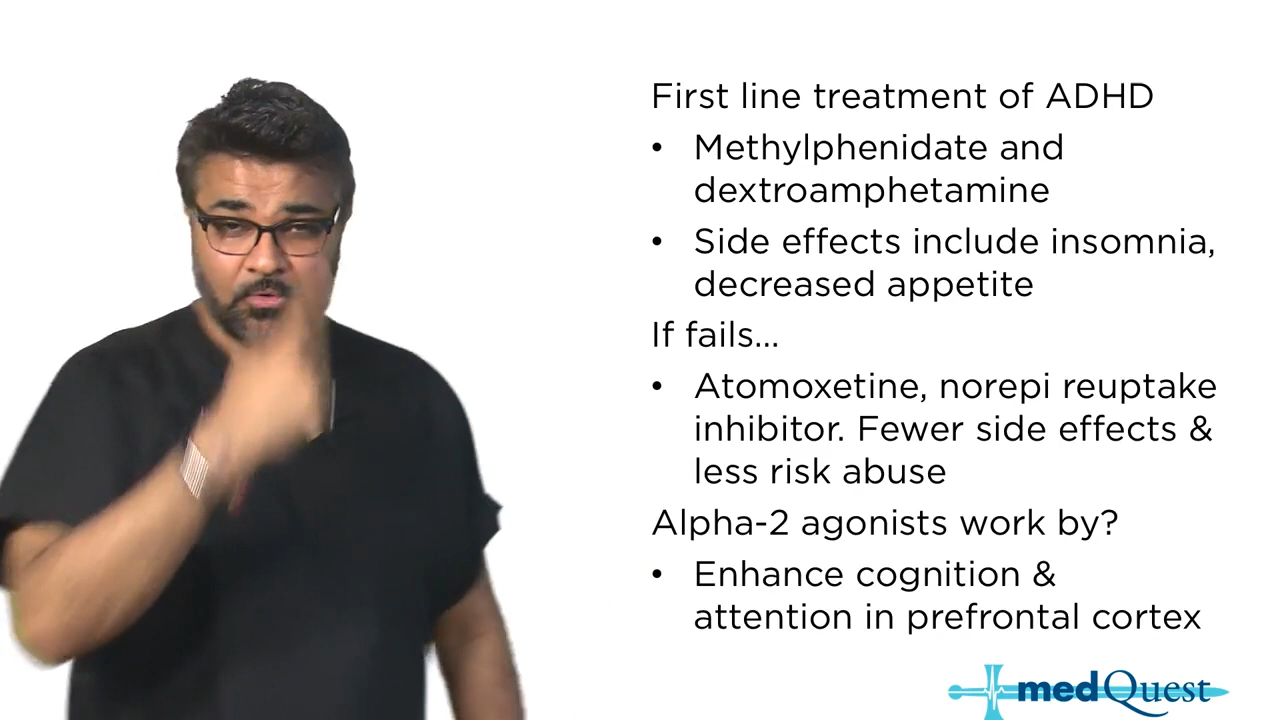 First line treatment of ADHD
• Methylphenidate and
dextroamphetamine
• Side effects include insomnia,
decreased appetite
If fails...
• Atomoxetine, norepi reuptake
inhibitor. Fewer side effects &
less risk abuse
Alpha-2 agonists work by?
• Enhance cognition &
attention in prefrontal cortex
medQuest